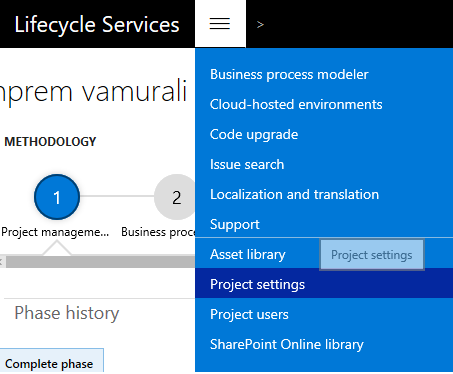 Lifecycle Services
>
Business process modeler
Cloud-hosted environments
Code upgrade
Issue search
Localization and translation
Support
Asset library
Project settings
Project settings
Project users
SharePoint Online library
prem vamurali
METHODOLOGY
1
2
Project manageme...
Business proc
Phase history
Complete phase